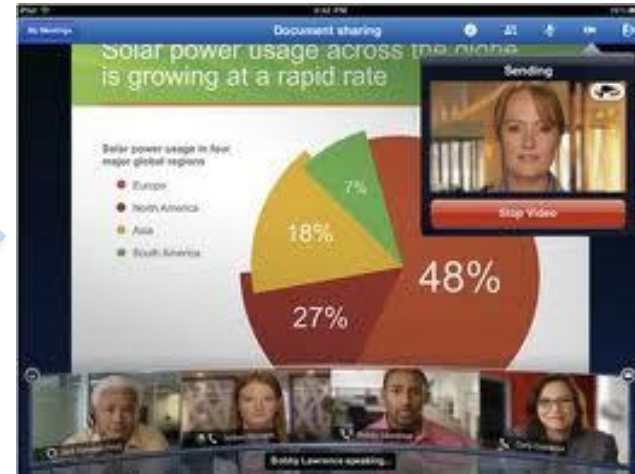 iPad
My Meetings
Document sharing
Solar power usage across the globe
is growing at a rapid rate
Sending
Stop Video
Solar power usage in four
major global regions
Europe
North America
Asia
South America
7%
18%
48%
27%
Bobby Lawrence speaking...